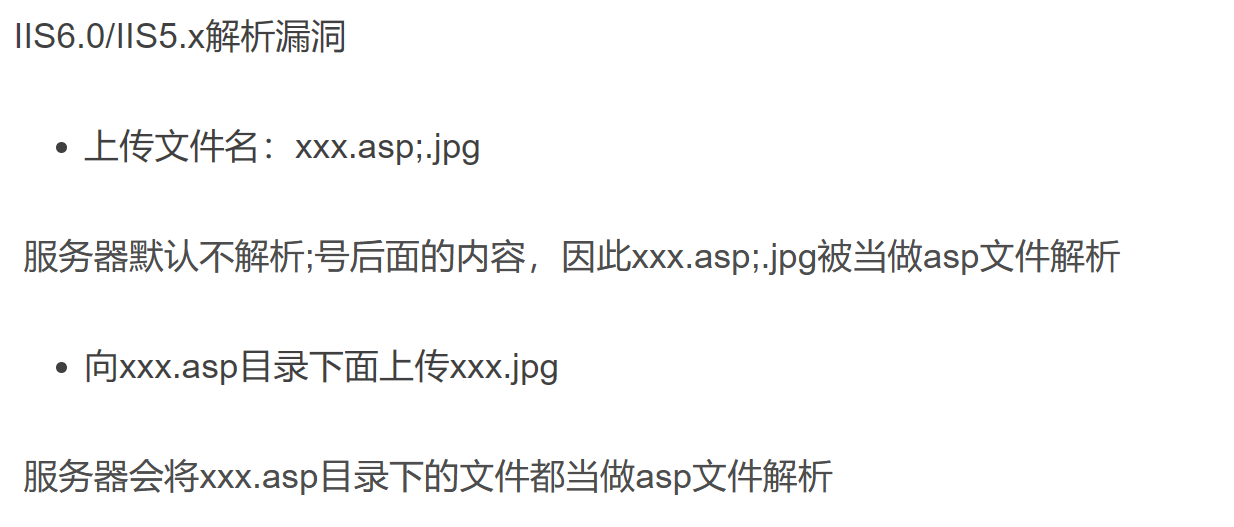 IIS6.0/IIS5.x解析漏洞
• 上传文件名：xxx.asp;.jpg
服务器默认不解析;号后面的内容，因此xxx.asp;.jpg被当做asp文件解析
• 向xxx.asp目录下面上传xxx.jpg
服务器会将xxx.asp目录下的文件都当做asp文件解析